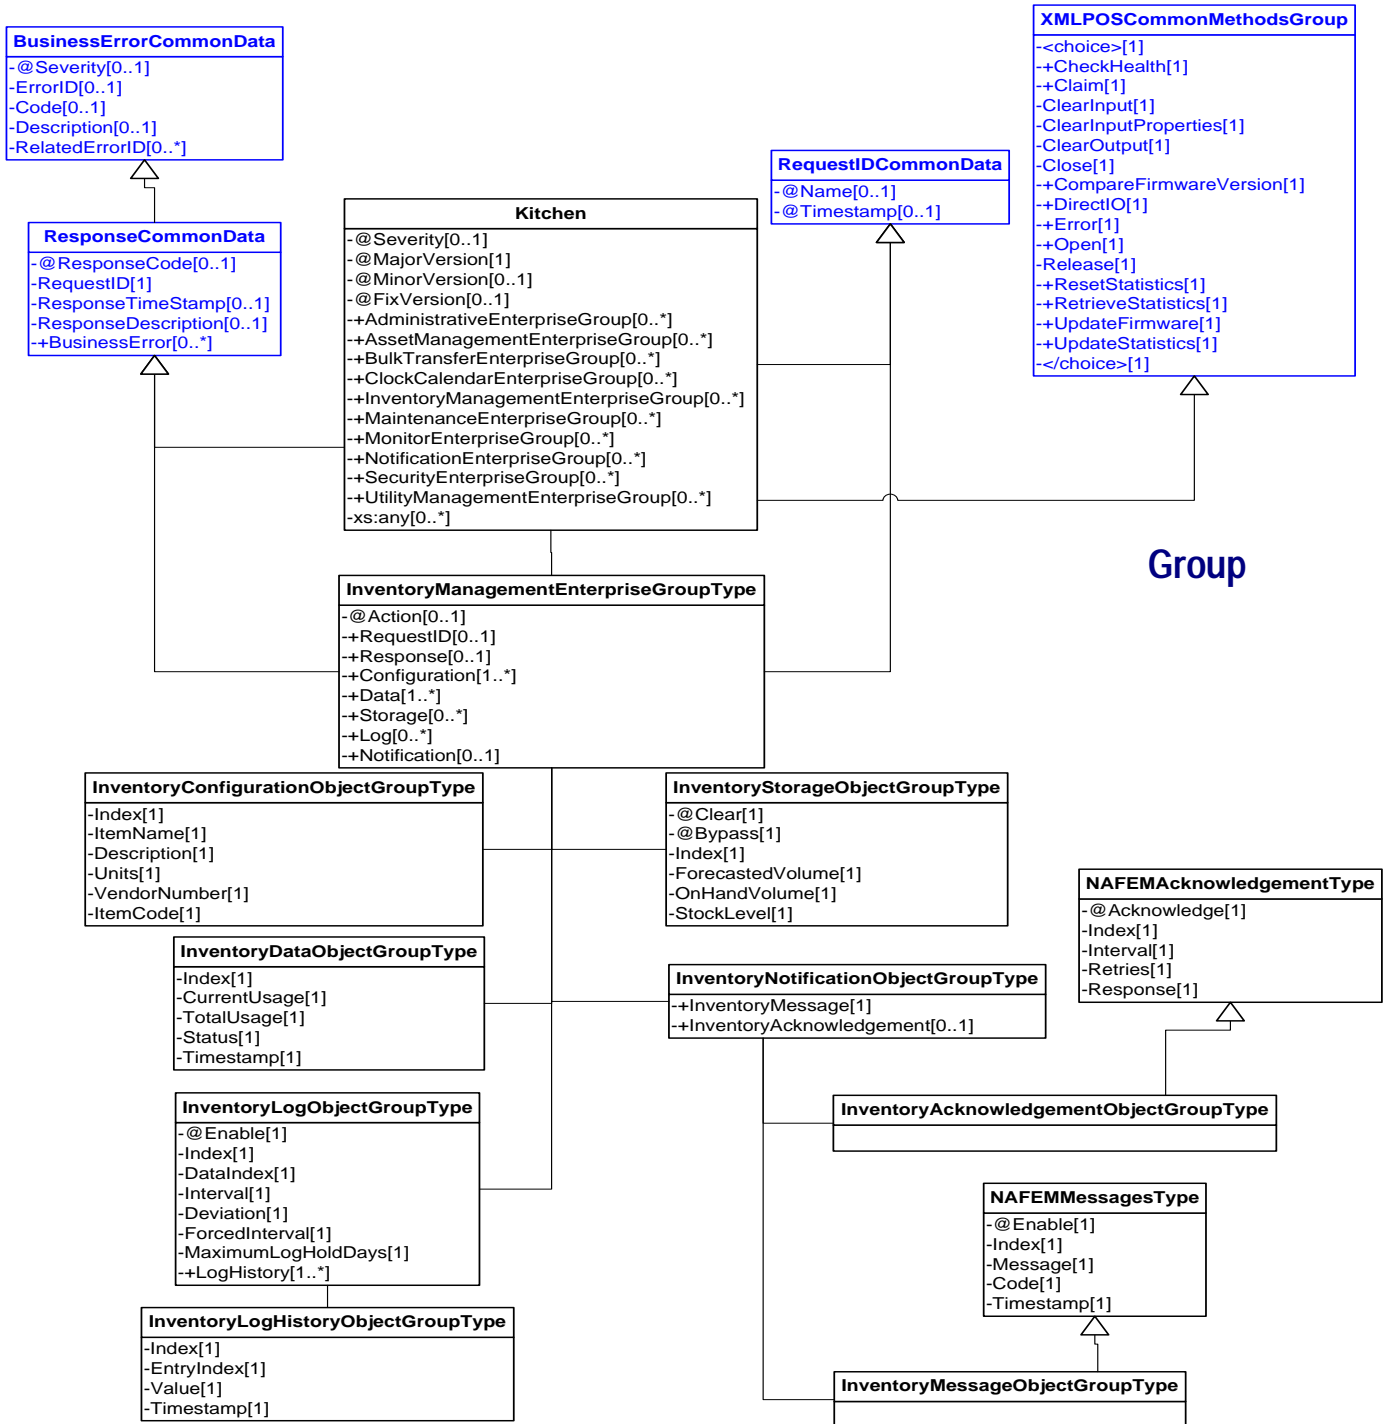 BusinessErrorCommonData
-@Severity[0..1]
-ErrorID[0..1]
-Code[0..1]
-Description[0..1]
-RelatedErrorID[0..*]
XMLPOSCommonMethodsGroup
-<choice>[1]
-+CheckHealth[1]
-+Claim[1]
-ClearInput[1]
-ClearInputProperties[1]
-ClearOutput[1]
-Close[1]
-+CompareFirmwareVersion[1]
-+DirectIO[1]
-+Error[1]
-+Open[1]
-Release[1]
-+ResetStatistics[1]
-+RetrieveStatistics[1]
-+UpdateFirmware[1]
-+UpdateStatistics[1]
-</choice>[1]
RequestIDCommonData
-@Name[0..1]
-@Timestamp[0..1]
ResponseCommonData
-@ResponseCode[0..1]
-RequestID[1]
-ResponseTimeStamp[0..1]
-ResponseDescription[0..1]
-+BusinessError[0..*]
Kitchen
-@Severity[0..1]
-@MajorVersion[1]
-@MinorVersion[0..1]
-@FixVersion[0..1]
-+AdministrativeEnterpriseGroup[0..*]
-+AssetManagementEnterpriseGroup[0..*]
-+BulkTransferEnterpriseGroup[0..*]
-+ClockCalendarEnterpriseGroup[0..*]
-+InventoryManagementEnterpriseGroup[0..*]
-+MaintenanceEnterpriseGroup[0..*]
-+MonitorEnterpriseGroup[0..*]
-+NotificationEnterpriseGroup[0..*]
-+SecurityEnterpriseGroup[0..*]
-+UtilityManagementEnterpriseGroup[0..*]
-xs:any[0..*]
Group
InventoryManagementEnterpriseGroupType
-@Action[0..1]
-+RequestID[0..1]
-+Response[0..1]
-+Configuration[1..*]
-+Data[1..*]
-+Storage[0..*]
-+Log[0..*]
-+Notification[0..1]
InventoryConfigurationObjectGroupType
-Index[1]
-ItemName[1]
-Description[1]
-Units[1]
-VendorNumber[1]
-ItemCode[1]
InventoryStorageObjectGroupType
-@Clear[1]
-@Bypass[1]
-Index[1]
-ForecastedVolume[1]
-OnHandVolume[1]
-StockLevel[1]
NAFEMAcknowledgementType
-@Acknowledge[1]
-Index[1]
-Interval[1]
-Retries[1]
-Response[1]
InventoryDataObjectGroupType
-Index[1]
-CurrentUsage[1]
-TotalUsage[1]
-Status[1]
-Timestamp[1]
InventoryNotificationObjectGroupType
-+InventoryMessage[1]
-+InventoryAcknowledgement[0..1]
InventoryLogObjectGroupType
-@Enable[1]
-Index[1]
-DataIndex[1]
-Interval[1]
-Deviation[1]
-ForcedInterval[1]
-MaximumLogHoldDays[1]
-+LogHistory[1..*]
InventoryAcknowledgementObjectGroupType
NAFEMMessagesType
-@Enable[1]
-Index[1]
-Message[1]
-Code[1]
-Timestamp[1]
InventoryLogHistoryObjectGroupType
-Index[1]
-EntryIndex[1]
-Value[1]
-Timestamp[1]
InventoryMessageObjectGroupType